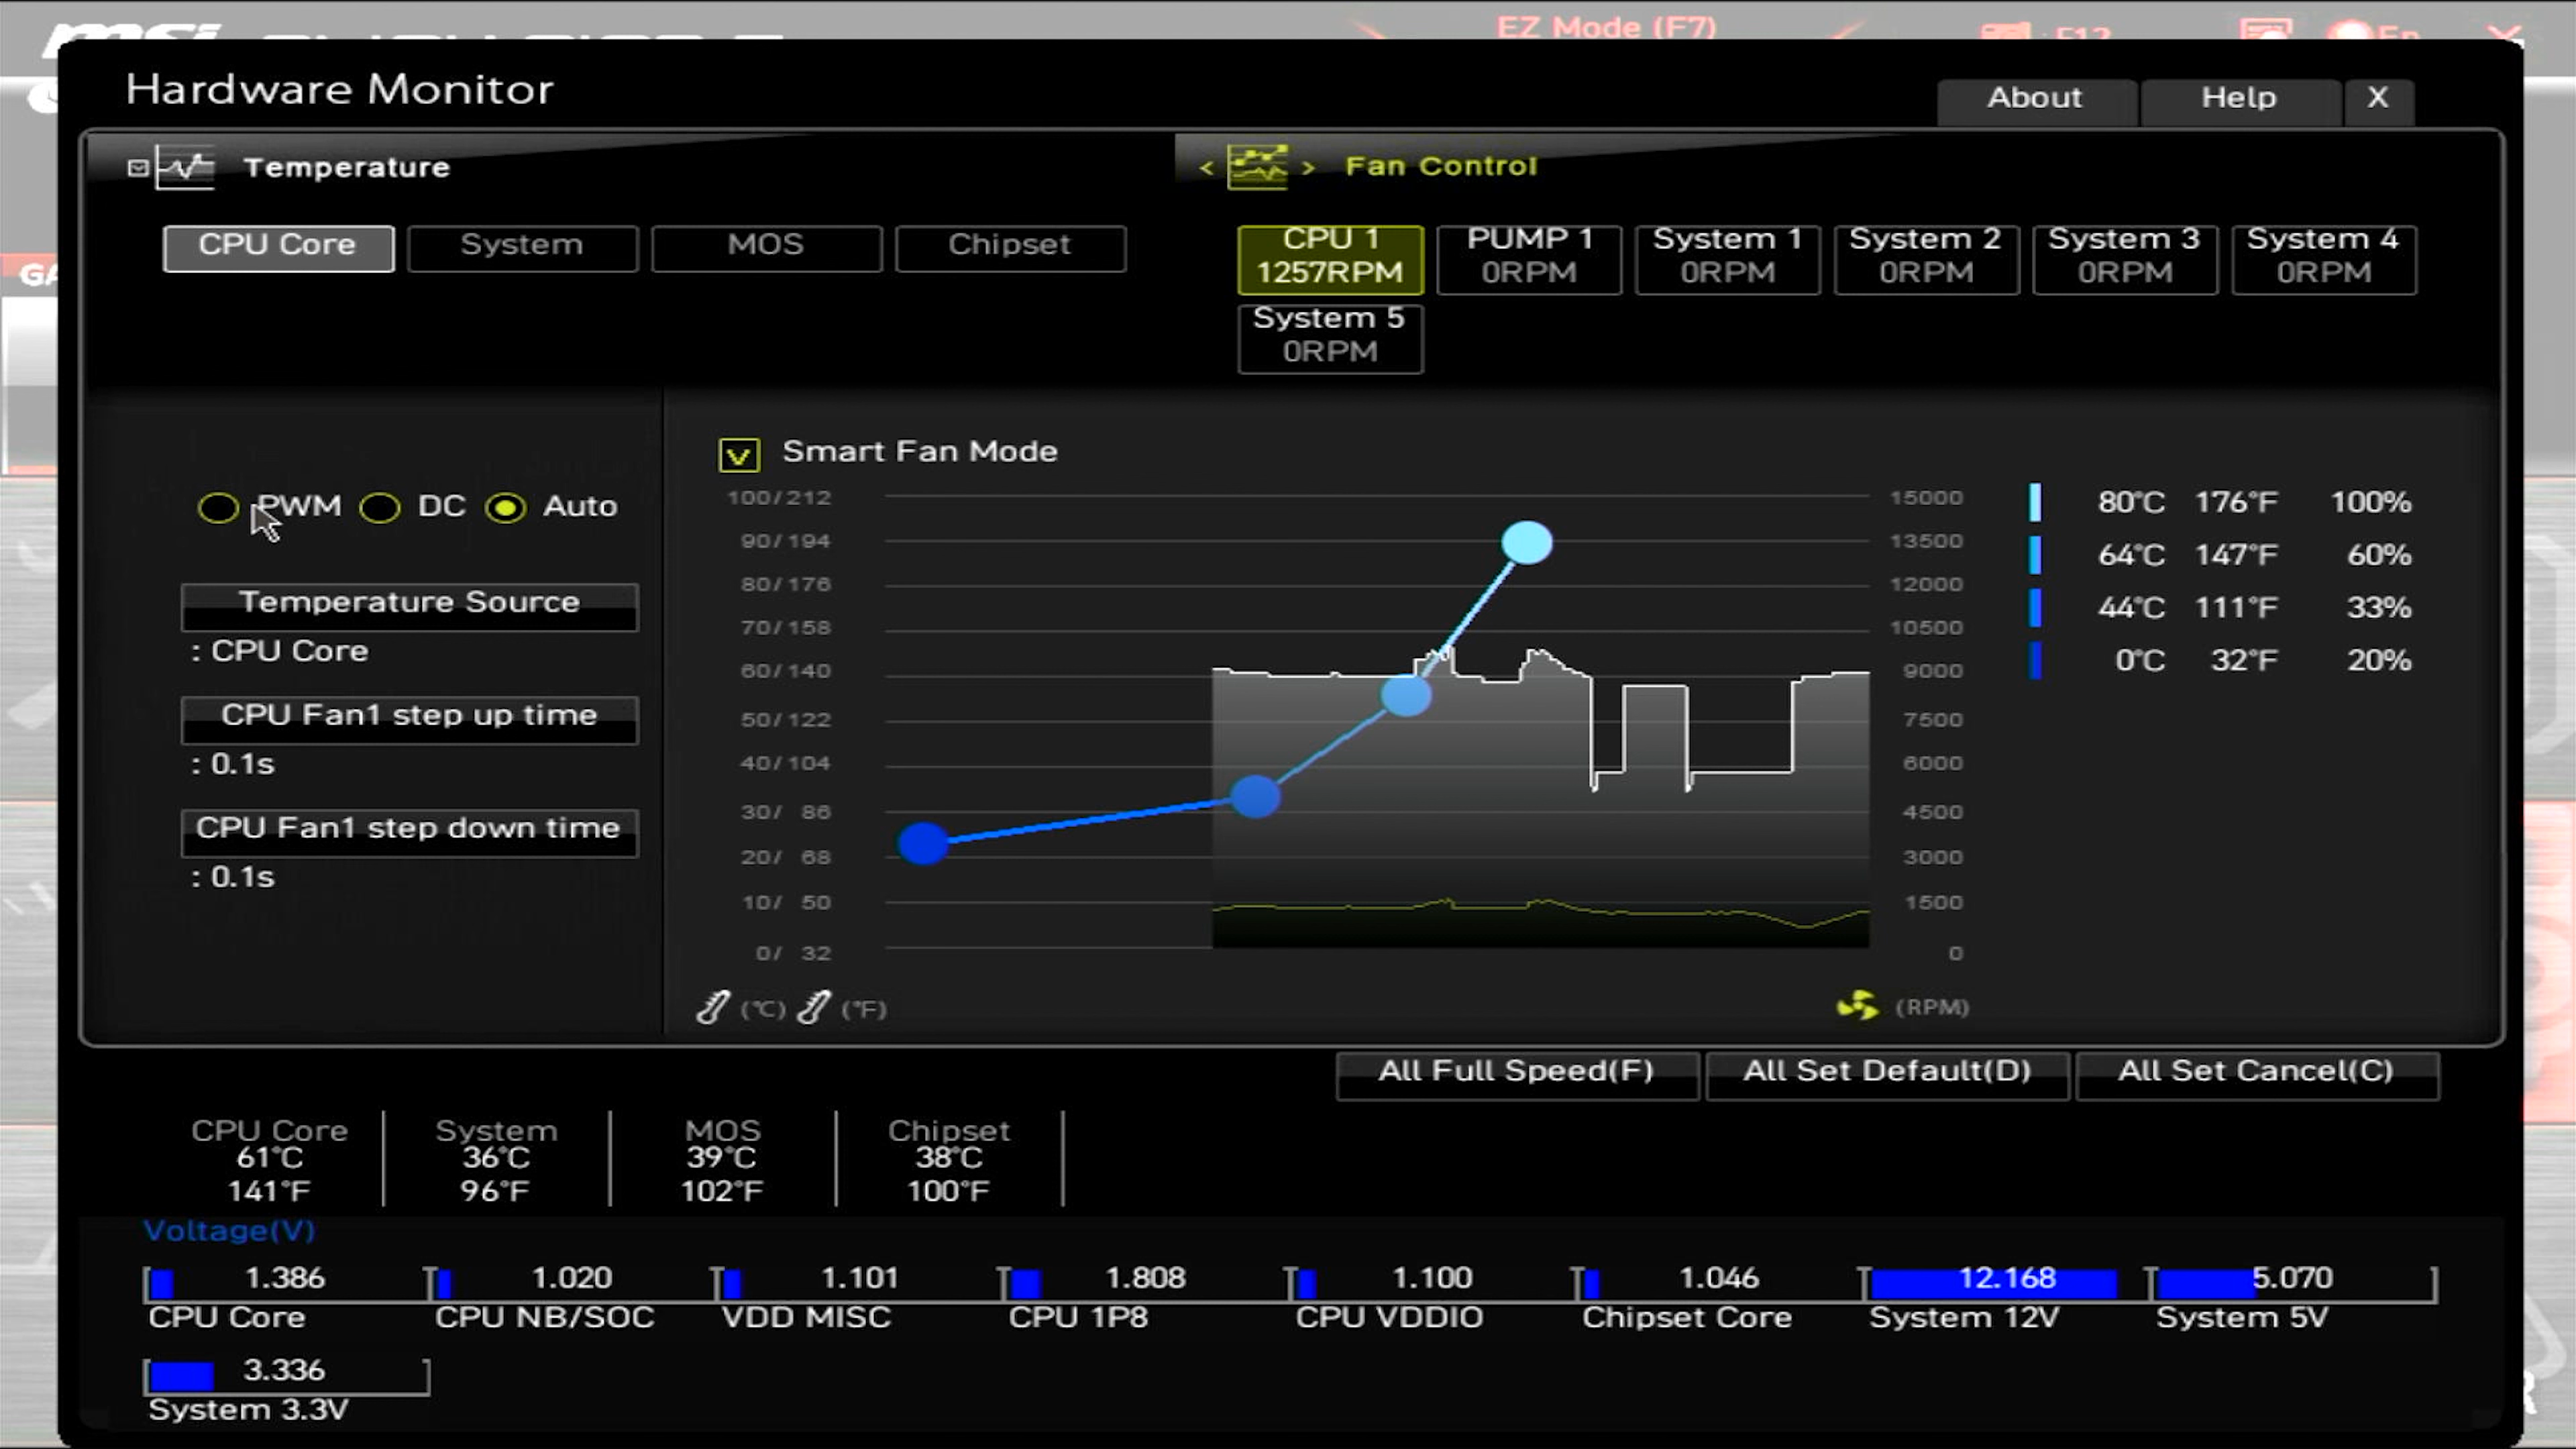 msi
EZ Mode (F7)
: F12
En
Hardware Monitor
About
Help
X
Temperature
< > Fan Control
CPU Core
System
MOS
Chipset
CPU 1
1257RPM
PUMP 1
0RPM
System 1
0RPM
System 2
0RPM
System 3
0RPM
System 4
0RPM
System 5
0RPM
GA
PWM
DC
Auto
Temperature Source
: CPU Core
CPU Fan1 step up time
: 0.1s
CPU Fan1 step down time
: 0.1s
V Smart Fan Mode
100/212
90/194
80/176
70/158
60/140
50/122
40/104
30/ 86
20/ 68
10/ 50
0/ 32
15000
13500
12000
10500
9000
7500
6000
4500
3000
1500
0
(°C)
(°F)
(RPM)
80°C 176°F 100%
64°C 147°F 60%
44°C 111°F 33%
0°C 32°F 20%
All Full Speed(F)
All Set Default(D)
All Set Cancel(C)
CPU Core
61°C
141°F
System
36°C
96°F
MOS
39°C
102°F
Chipset
38°C
100°F
Voltage(V)
1.386
CPU Core
1.020
CPU NB/SOC
1.101
VDD MISC
1.808
CPU 1P8
1.100
CPU VDDIO
1.046
Chipset Core
12.168
System 12V
5.070
System 5V
3.336
System 3.3V